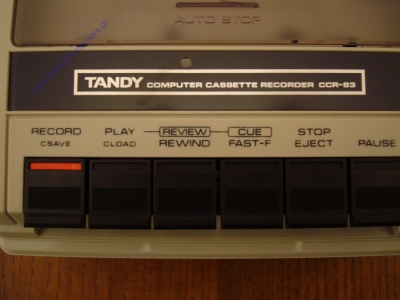 AUTO STOP
TANDY COMPUTER CASSETTE RECORDER CCR-83
RECORD PLAY REVIEW CUE STOP
CSAVE CLOAD REWIND FAST-F EJECT PAUSE